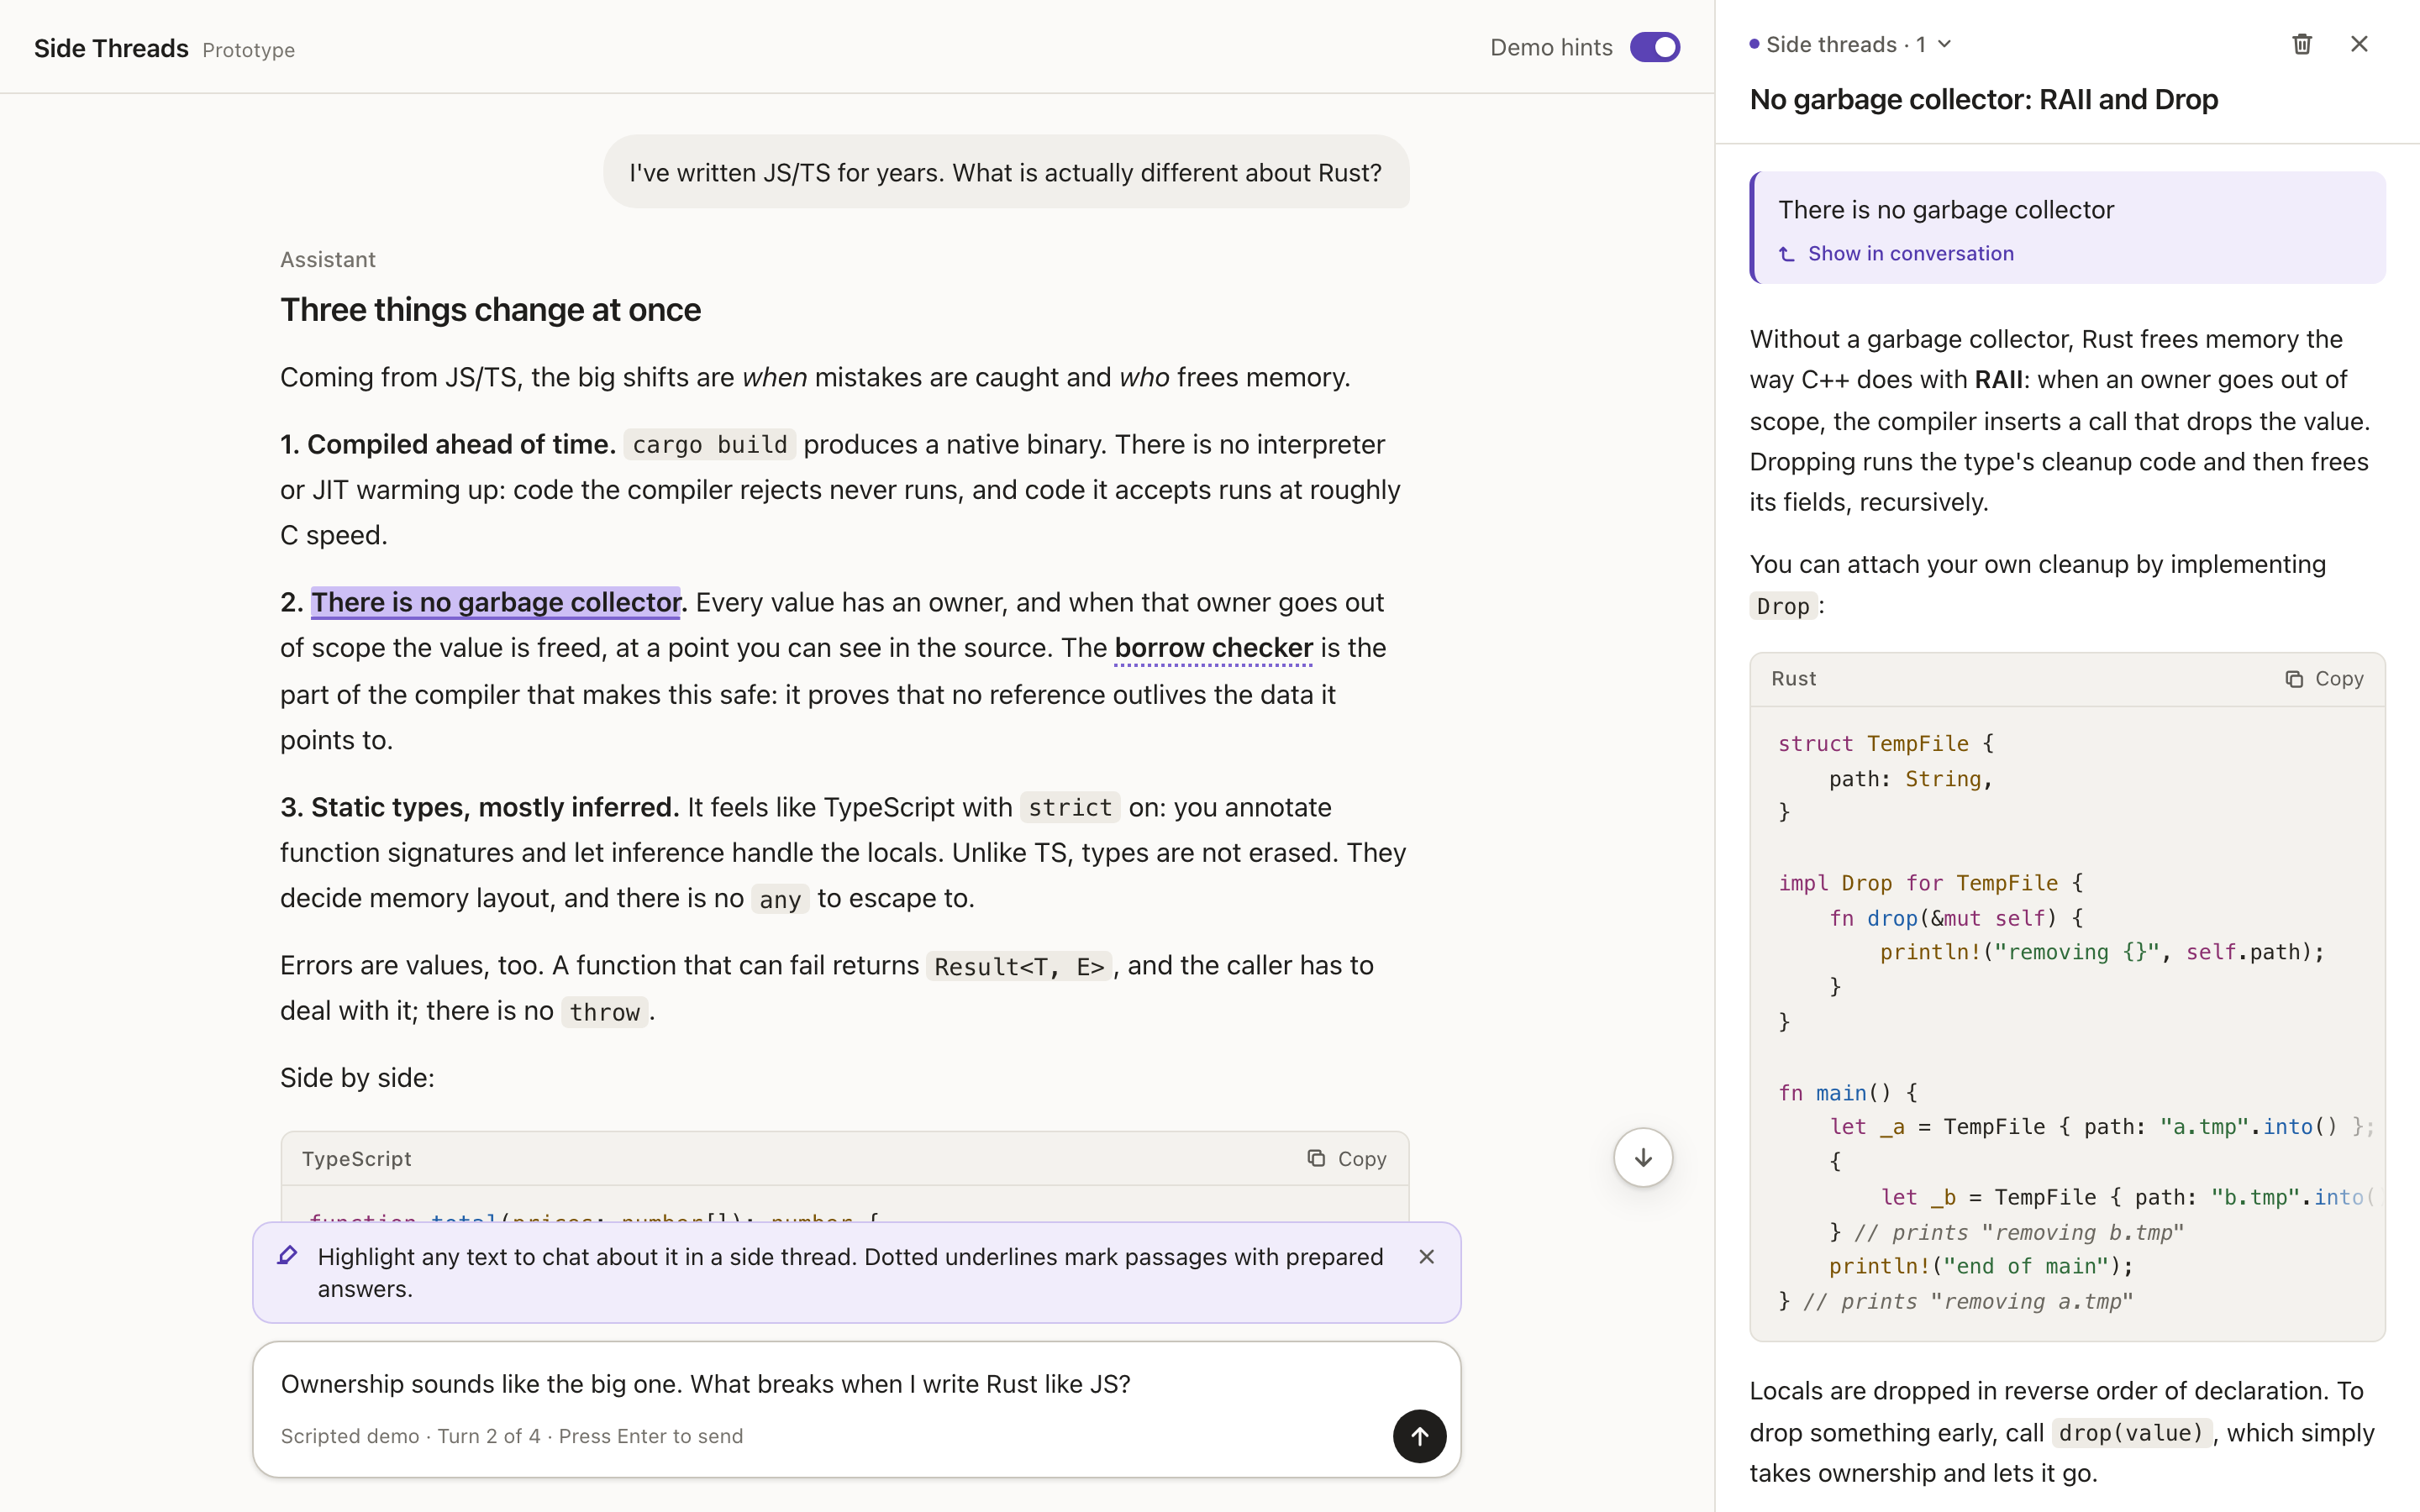 Side Threads Prototype
Demo hints
I've written JS/TS for years. What is actually different about Rust?
Assistant
Three things change at once
Coming from JS/TS, the big shifts are when mistakes are caught and who frees memory.
1. Compiled ahead of time. cargo build produces a native binary. There is no interpreter
or JIT warming up: code the compiler rejects never runs, and code it accepts runs at roughly
C speed.
2. There is no garbage collector. Every value has an owner, and when that owner goes out
of scope the value is freed, at a point you can see in the source. The borrow checker is the
part of the compiler that makes this safe: it proves that no reference outlives the data it
points to.
3. Static types, mostly inferred. It feels like TypeScript with strict on: you annotate
function signatures and let inference handle the locals. Unlike TS, types are not erased. They
decide memory layout, and there is no any to escape to.
Errors are values, too. A function that can fail returns Result<T, E>, and the caller has to
deal with it; there is no throw.
Side by side:
TypeScript
Copy
function total(prices: number[]): number {
Highlight any text to chat about it in a side thread. Dotted underlines mark passages with prepared
answers.
Ownership sounds like the big one. What breaks when I write Rust like JS?
Scripted demo · Turn 2 of 4 · Press Enter to send
Side threads · 1
No garbage collector: RAII and Drop
There is no garbage collector
Show in conversation
Without a garbage collector, Rust frees memory the
way C++ does with RAII: when an owner goes out of
scope, the compiler inserts a call that drops the value.
Dropping runs the type's cleanup code and then frees
its fields, recursively.
You can attach your own cleanup by implementing
Drop:
Rust
Copy
struct TempFile {
    path: String,
}
impl Drop for TempFile {
    fn drop(&mut self) {
        println!("removing {}", self.path);
    }
}
fn main() {
    let _a = TempFile { path: "a.tmp".into() };
    {
        let _b = TempFile { path: "b.tmp".into(
    } // prints "removing b.tmp"
    println!("end of main");
} // prints "removing a.tmp"
Locals are dropped in reverse order of declaration. To
drop something early, call drop(value), which simply
takes ownership and lets it go.